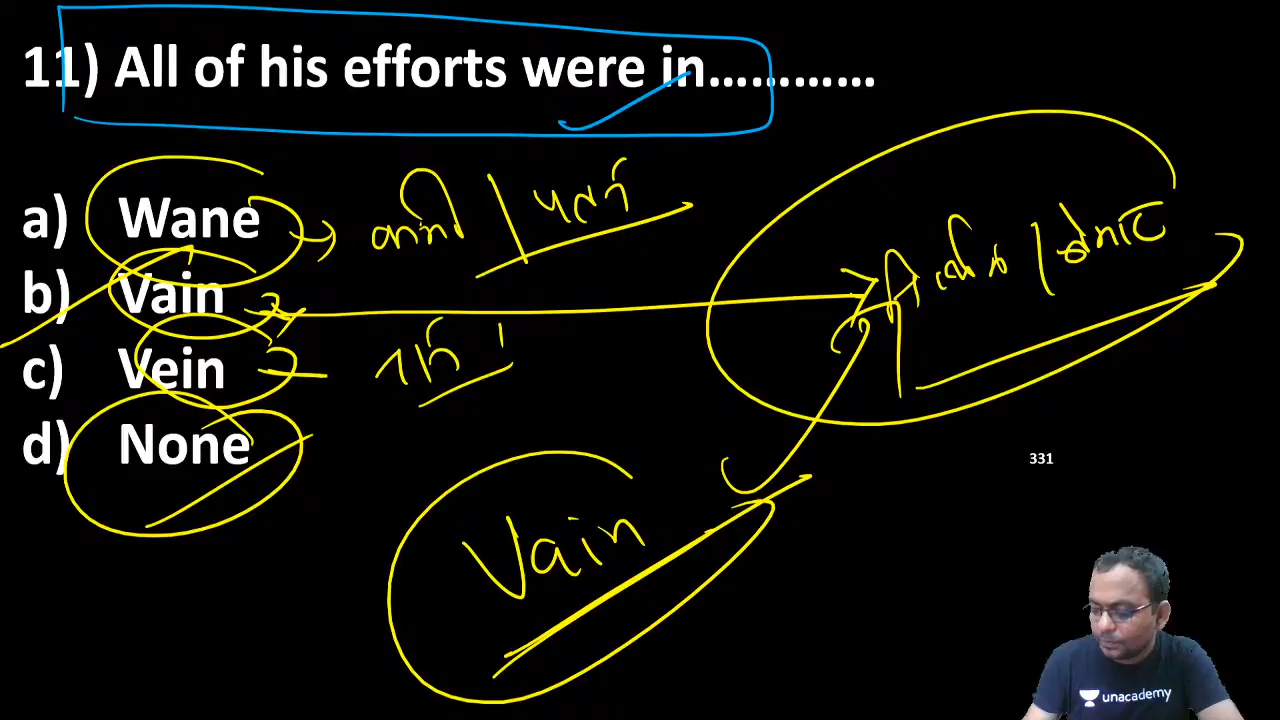 11) All of his efforts were in............
a) Wane
b) Vain
c) Vein
d) None
331
Vain
unacademy